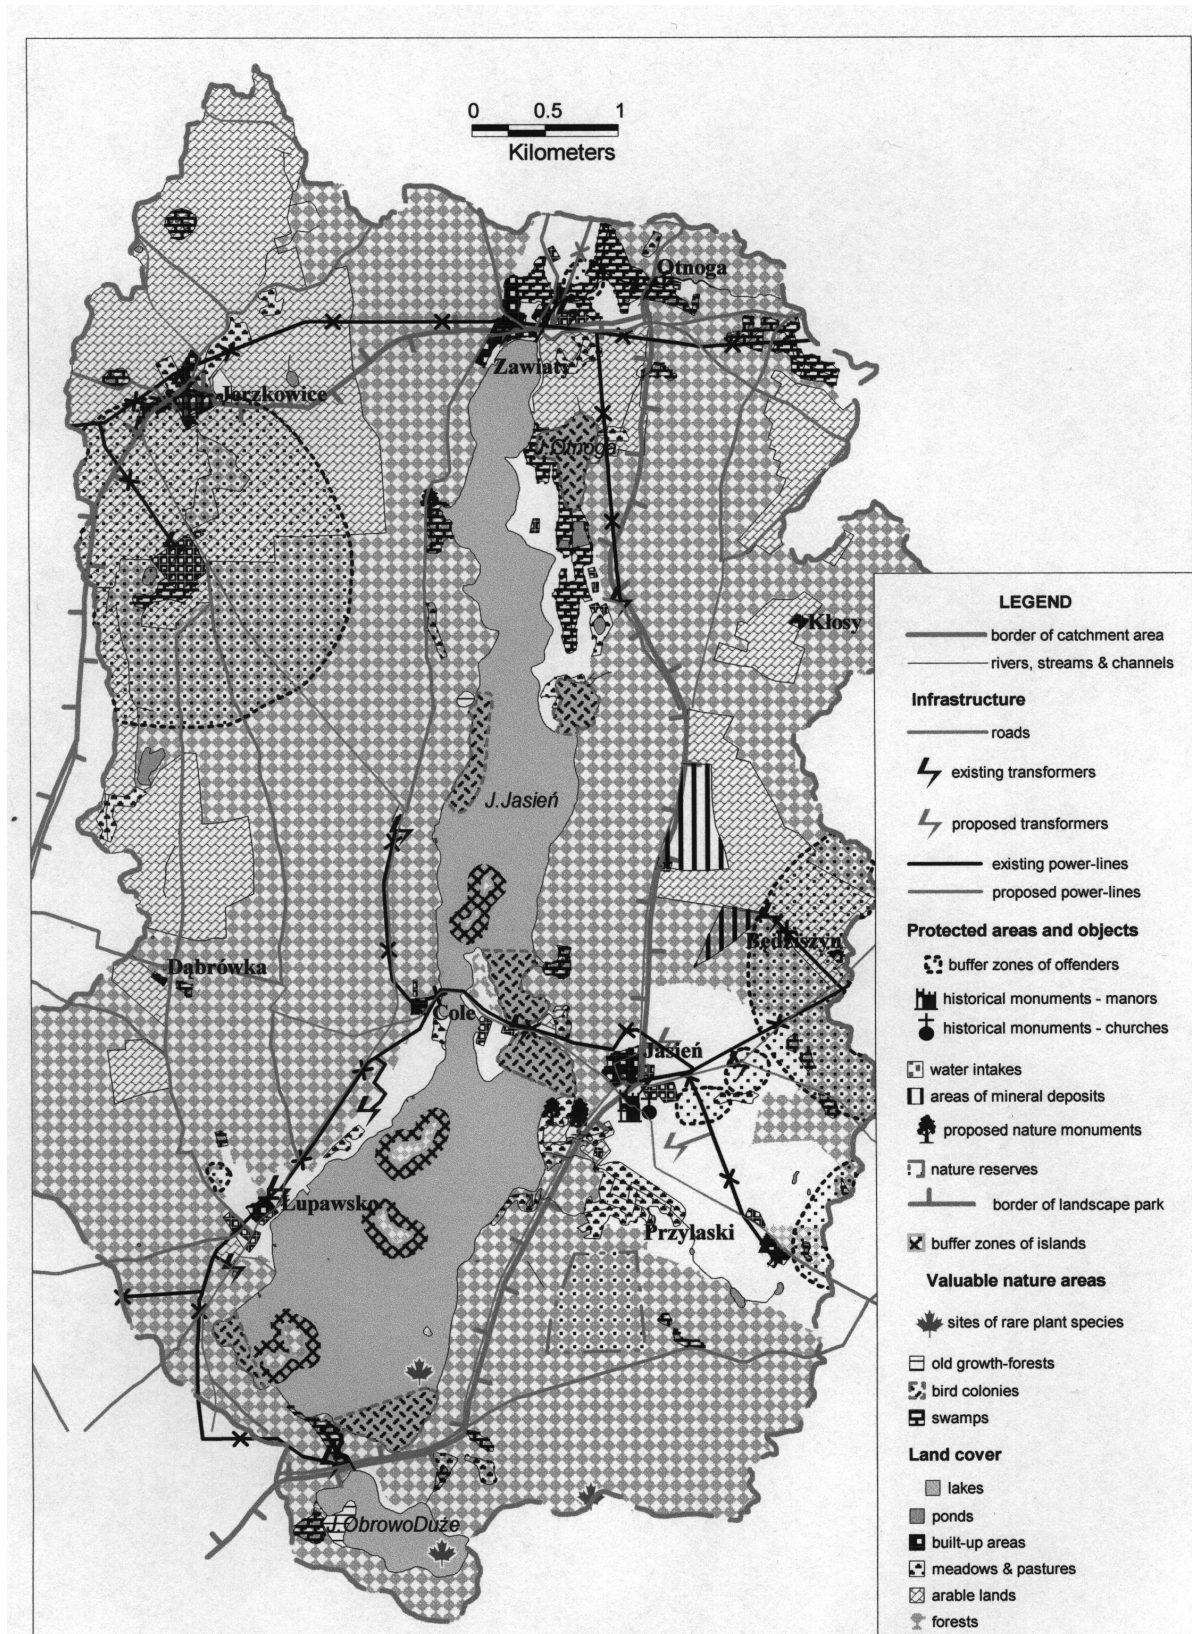 0 0.5 1
Kilometers
Otnoga
Zawiaty
Jerzkowice
J.Otnoga
Kłosy
J.Jasień
Będziszyn
Dąbrówka
Cole
Jasień
Łupawsko
Przylaski
J.ObrowoDuże
LEGEND
border of catchment area
rivers, streams & channels
Infrastructure
roads
existing transformers
proposed transformers
existing power-lines
proposed power-lines
Protected areas and objects
buffer zones of offenders
historical monuments - manors
historical monuments - churches
water intakes
areas of mineral deposits
proposed nature monuments
nature reserves
border of landscape park
buffer zones of islands
Valuable nature areas
sites of rare plant species
old growth-forests
bird colonies
swamps
Land cover
lakes
ponds
built-up areas
meadows & pastures
arable lands
forests